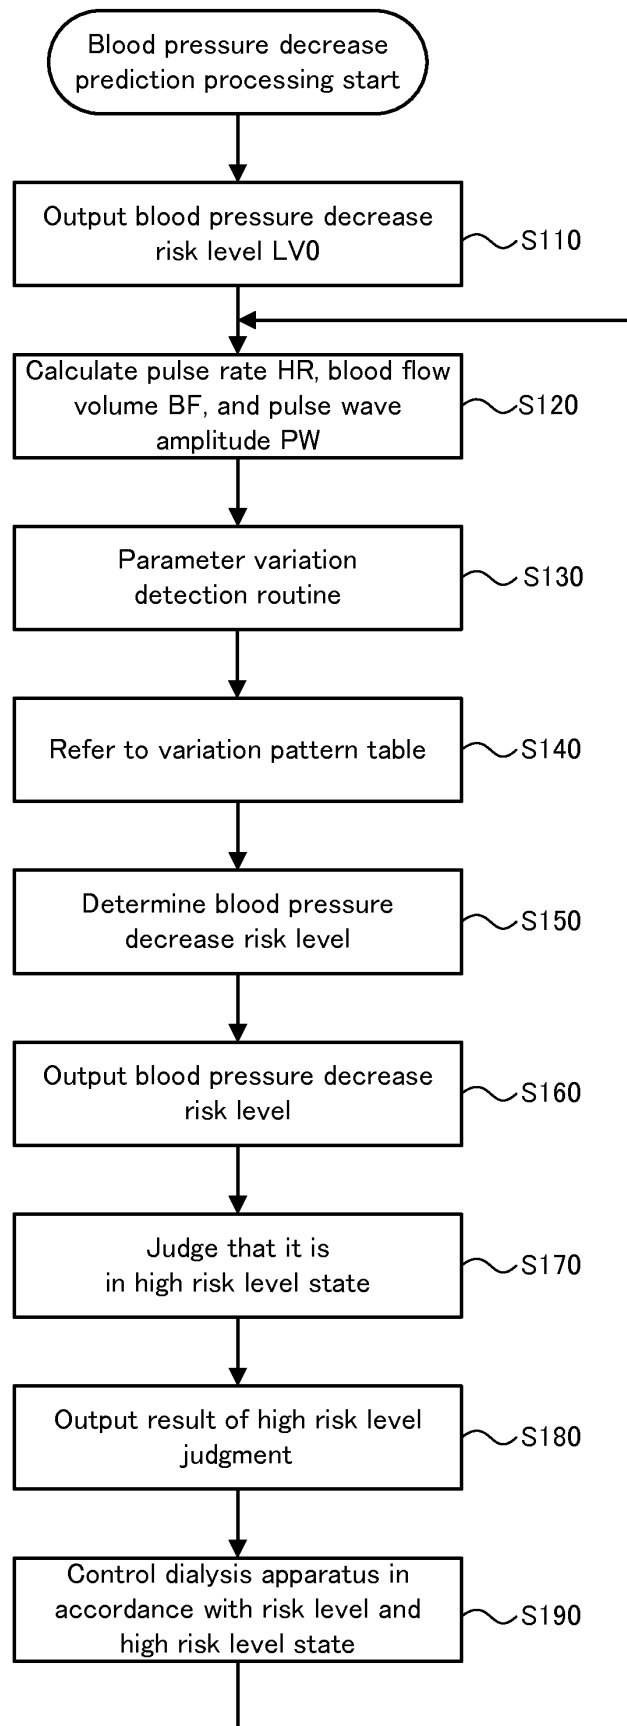 Blood pressure decrease
prediction processing start
Output blood pressure decrease
risk level LV0
S110
Calculate pulse rate HR, blood flow
volume BF, and pulse wave
amplitude PW
S120
Parameter variation
detection routine
S130
Refer to variation pattern table
S140
Determine blood pressure
decrease risk level
S150
Output blood pressure decrease
risk level
S160
Judge that it is
in high risk level state
S170
Output result of high risk level
judgment
S180
Control dialysis apparatus in
accordance with risk level and
high risk level state
S190